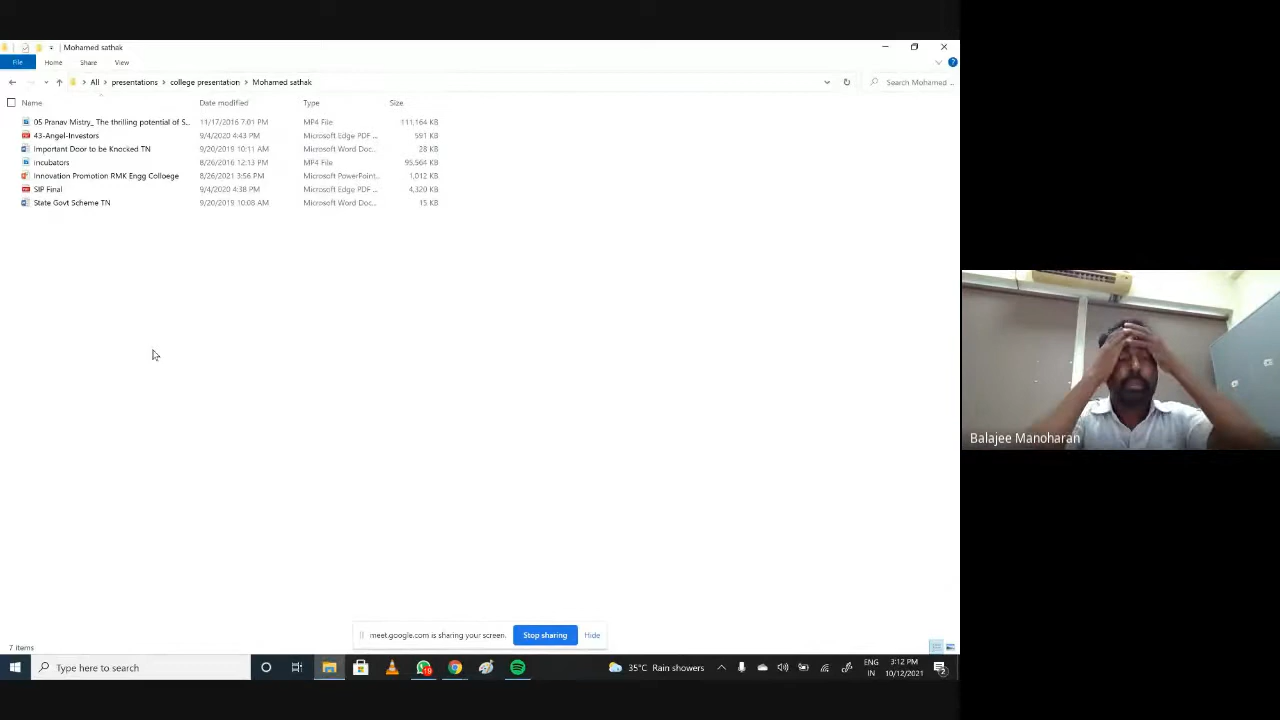 Mohamed sathak
File Home Share View
All presentations college presentation Mohamed sathak Search Mohamed ...
Name Date modified Type Size
05 Pranav Mistry_ The thrilling potential of S... 11/17/2016 7:01 PM MP4 File 111,164 KB
43-Angel-Investors 9/4/2020 4:43 PM Microsoft Edge PDF ... 591 KB
Important Door to be Knocked TN 9/20/2019 10:11 AM Microsoft Word Doc... 28 KB
incubators 8/26/2016 12:13 PM MP4 File 95,564 KB
Innovation Promotion RMK Engg Colloege 8/26/2021 3:56 PM Microsoft PowerPoint... 1,012 KB
SIP Final 9/4/2020 4:38 PM Microsoft Edge PDF ... 4,320 KB
State Govt Scheme TN 9/20/2019 10:08 AM Microsoft Word Doc... 15 KB
Balajee Manoharan
meet.google.com is sharing your screen. Stop sharing Hide
7 items
Type here to search 35°C Rain showers ENG 3:12 PM
IN 10/12/2021